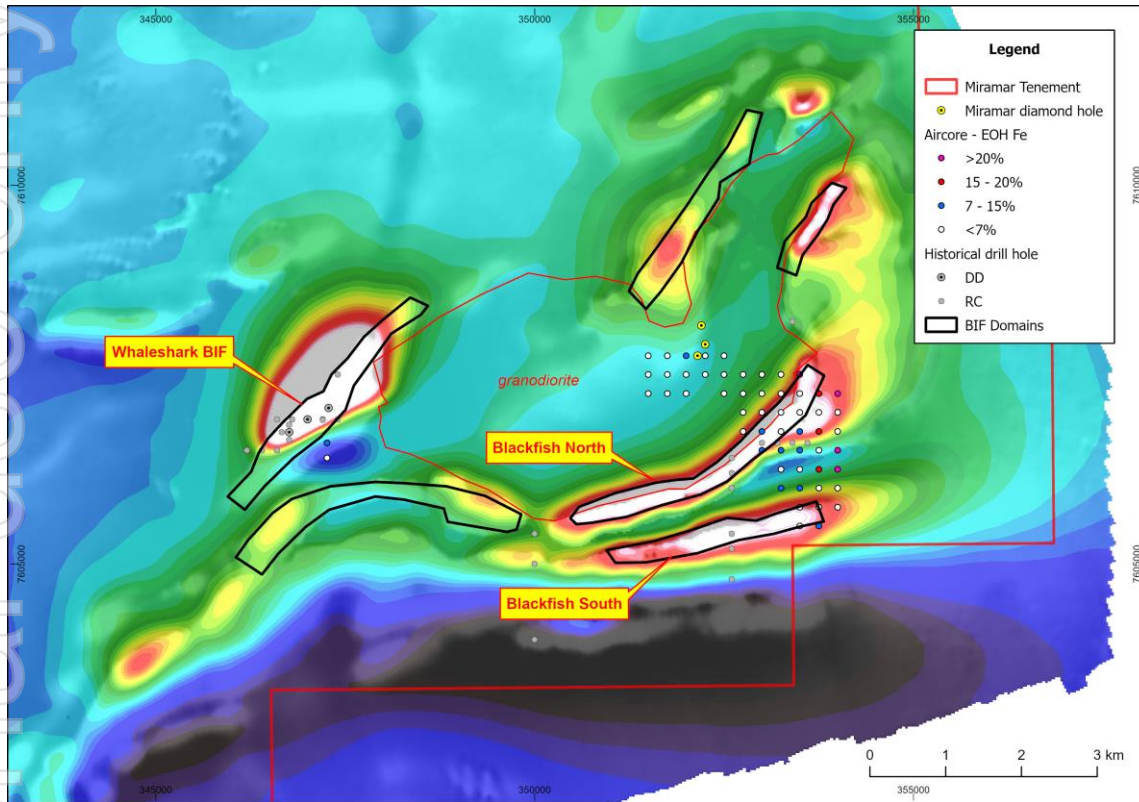 345000
350000
355000
Legend
Miramar Tenement
Miramar diamond hole
Aircore - EOH Fe
>20%
15 - 20%
7 - 15%
<7%
Historical drill hole
DD
RC
BIF Domains
7610000
7610000
Whaleshark BIF
granodiorite
Blackfish North
7605000
7605000
Blackfish South
0 1 2 3 km
345000
350000
355000